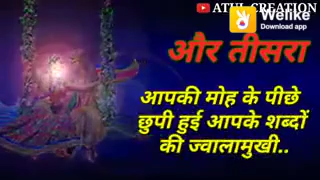 ATUL CREATION
Welike
Download app
और तीसरा
आपकी मोह के पीछे
छुपी हुई आपके शब्दों
की ज्वालामुखी..